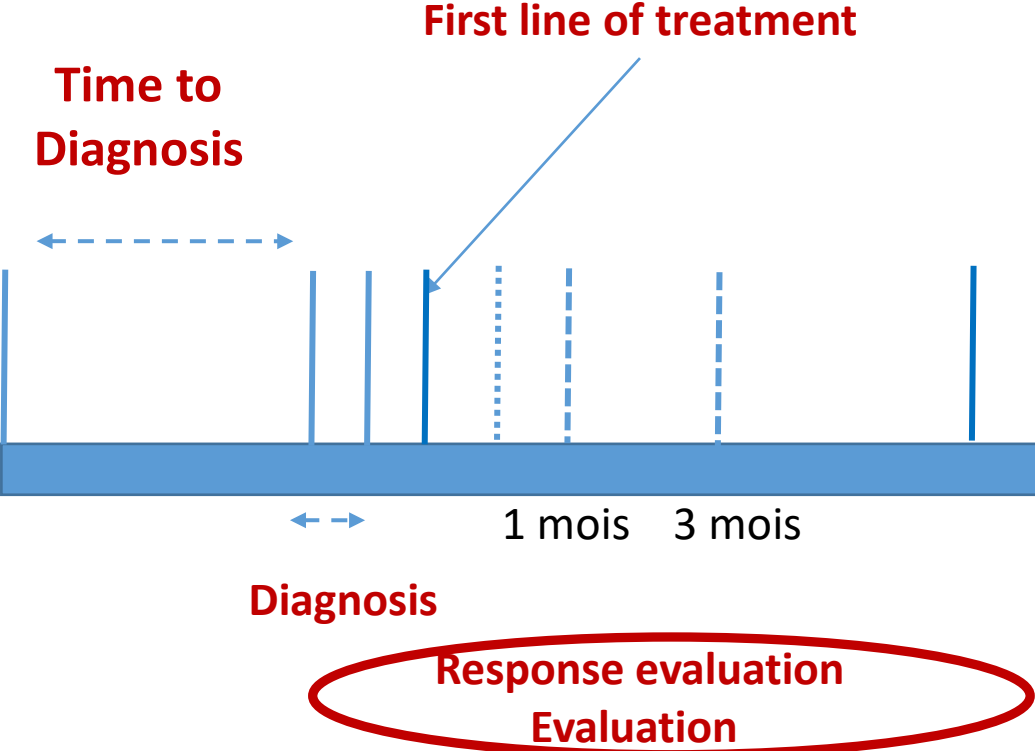 First line of treatment
Time to
Diagnosis
1 mois
3 mois
Diagnosis
Response evaluation
Evaluation